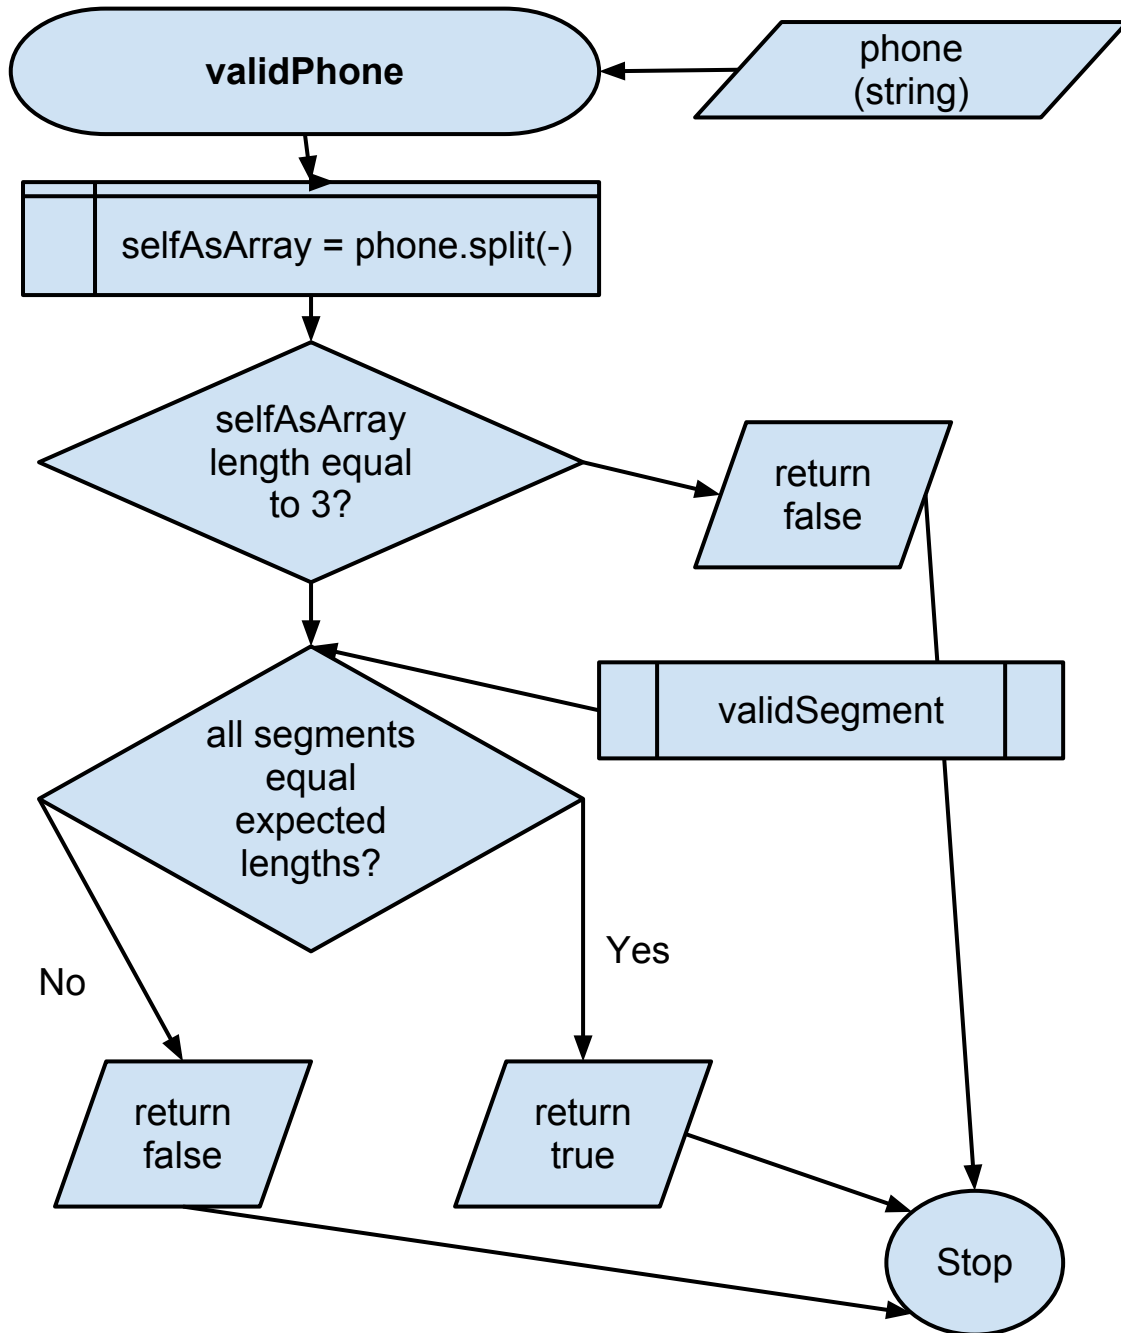 validPhone
phone
(string)
selfAsArray = phone.split(-)
selfAsArray
length equal
to 3?
return
false
validSegment
all segments
equal
expected
lengths?
No
Yes
return
false
return
true
Stop